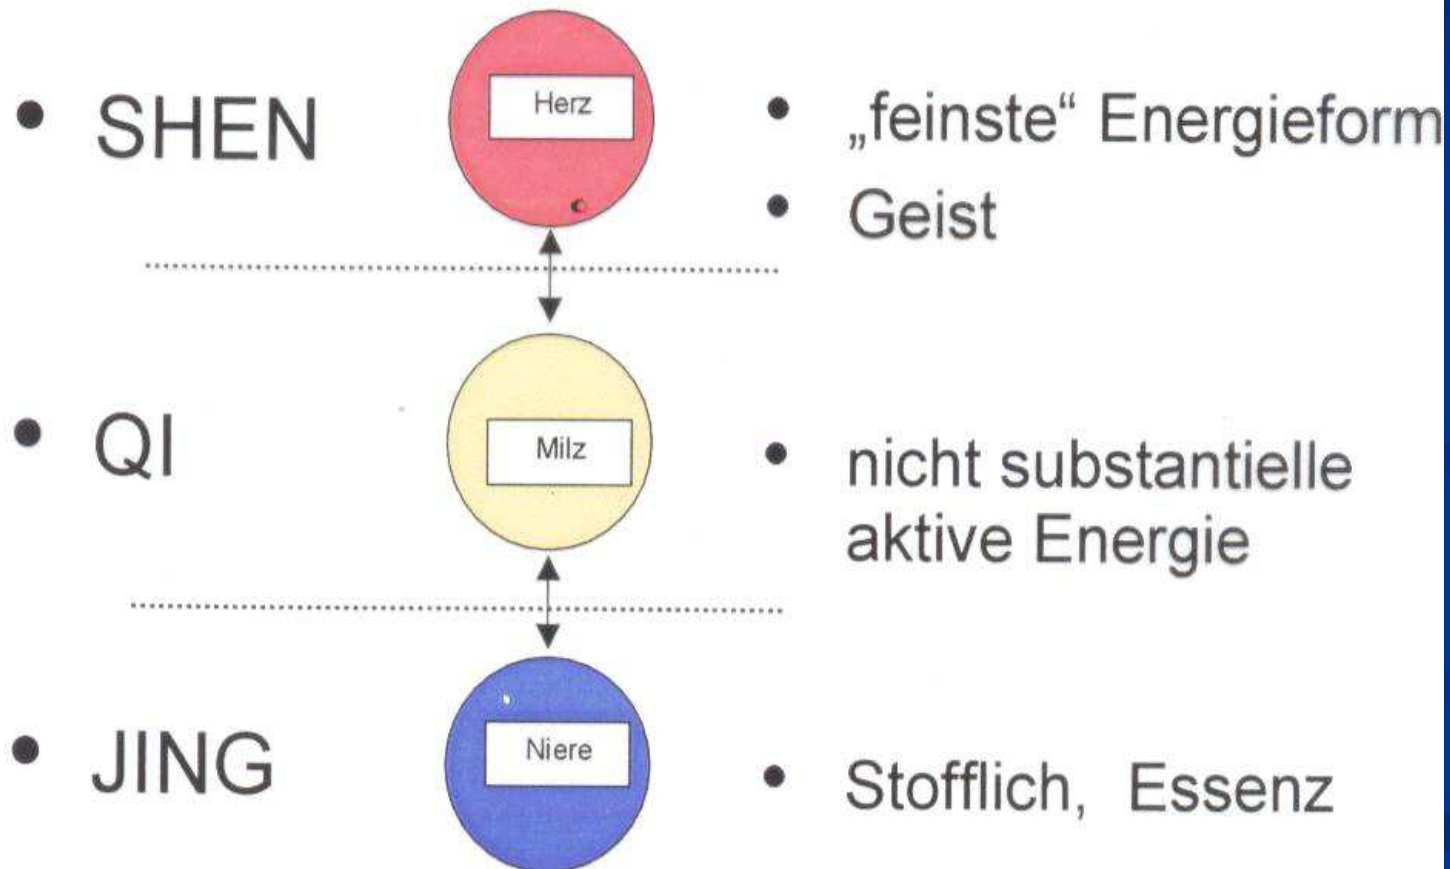 • SHEN
Herz
• „feinste“ Energieform
• Geist
• QI
Milz
• nicht substantielle
aktive Energie
• JING
Niere
• Stofflich, Essenz